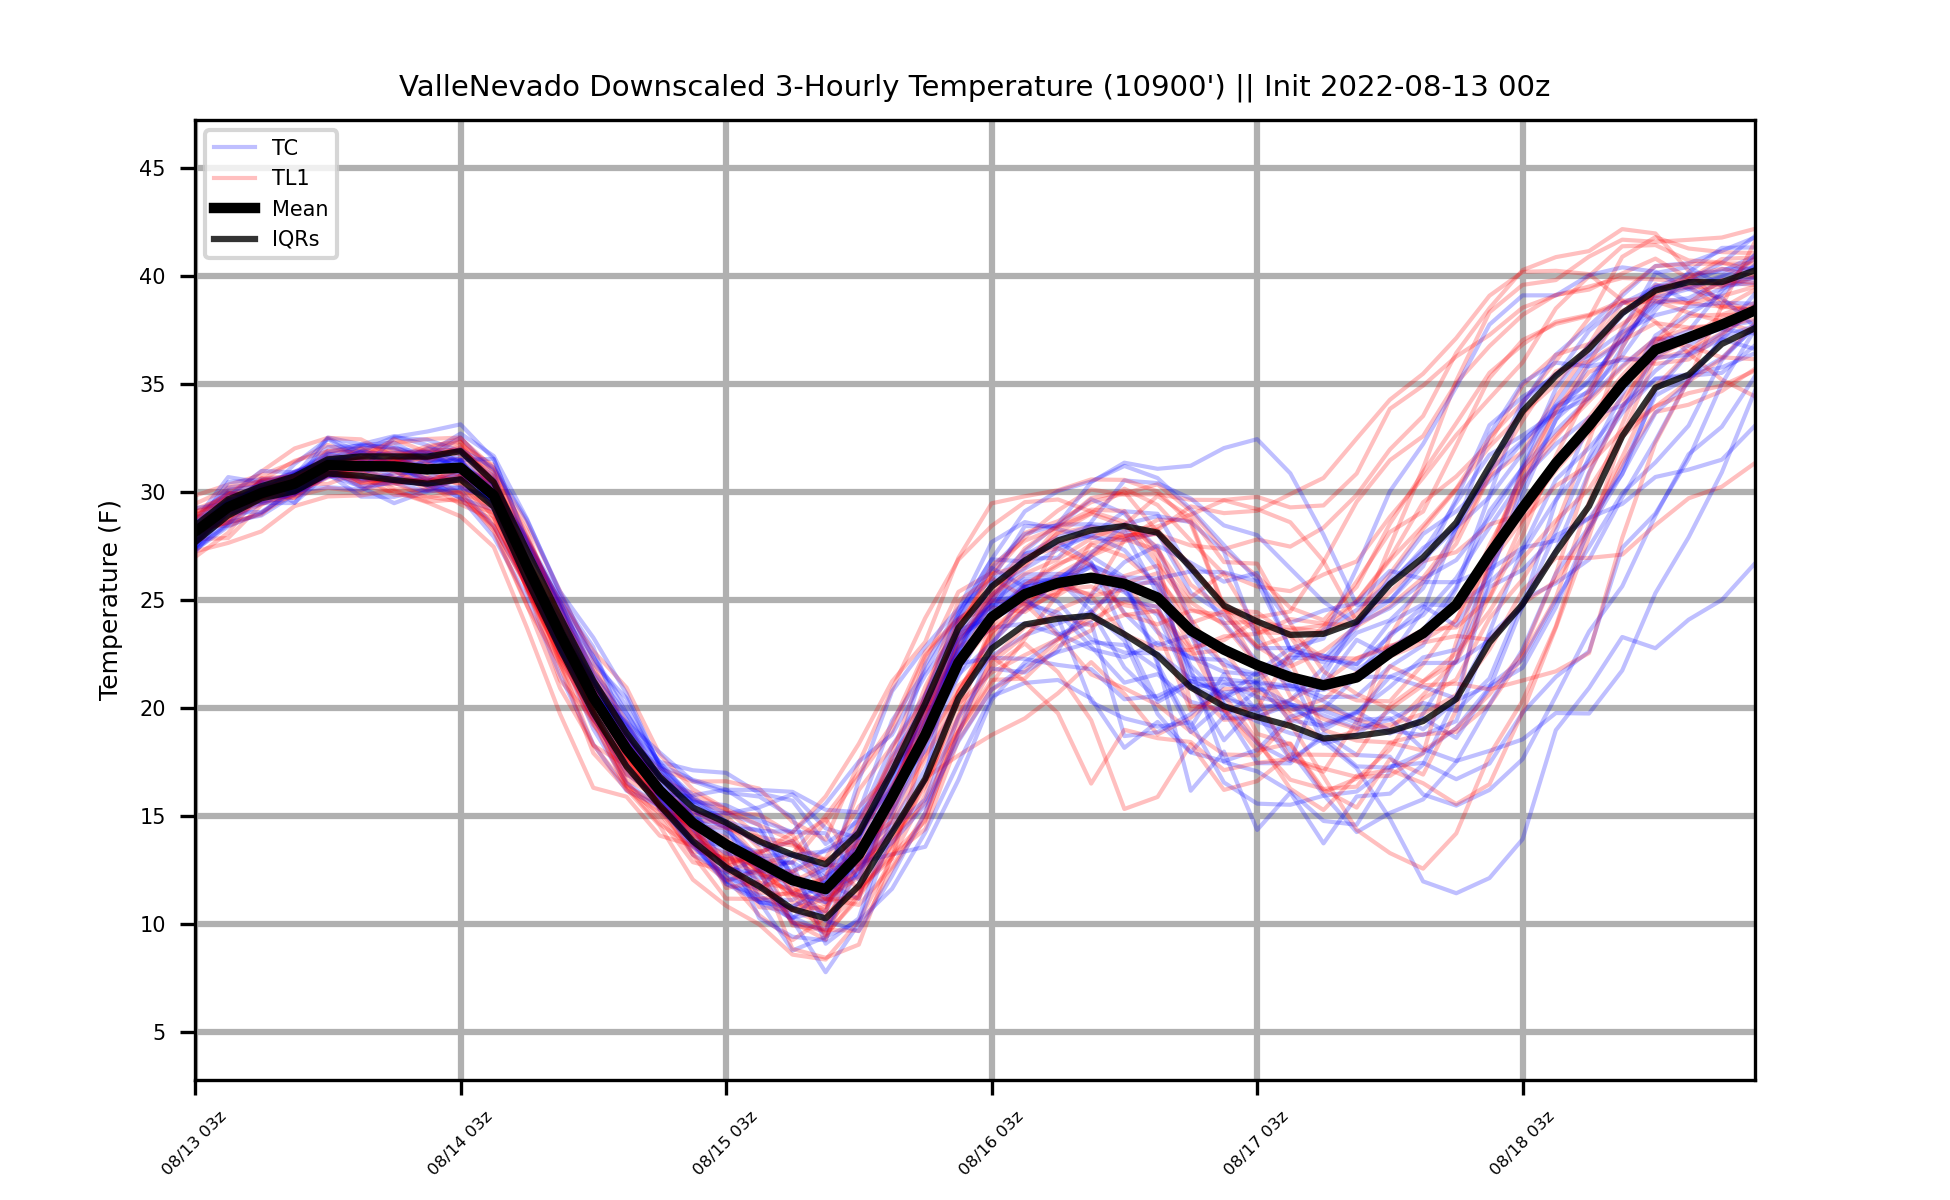 ValleNevado Downscaled 3-Hourly Temperature (10900') || Init 2022-08-13 00z
TC
TL1
Mean
IQRs
Temperature (F)
45
40
35
30
25
20
15
10
5
08/13 03z
08/14 03z
08/15 03z
08/16 03z
08/17 03z
08/18 03z